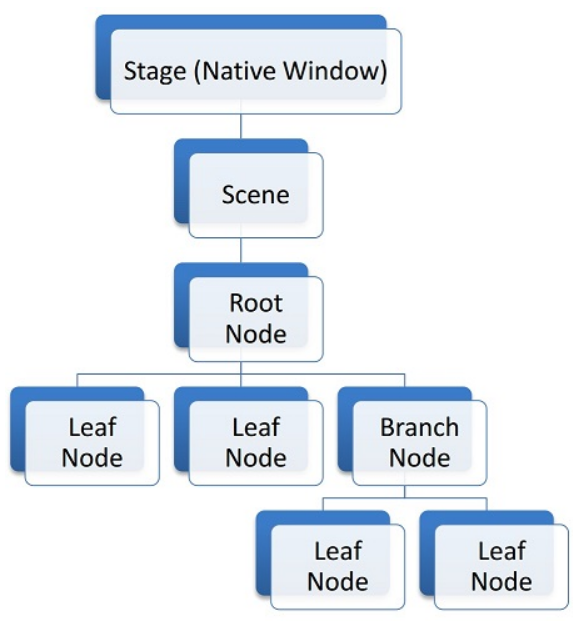 Stage (Native Window)
Scene
Root
Node
Leaf
Node
Leaf
Node
Branch
Node
Leaf
Node
Leaf
Node